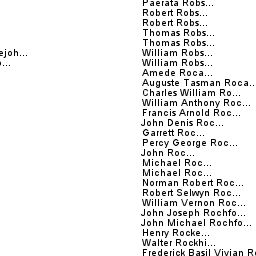 Paerata Robs...
Robert Robs...
Robert Robs...
Thomas Robs...
Thomas Robs...
ejoh... William Robs...
William Robs...
Amede Roca...
Auguste Tasman Roca...
Charles William Ro...
William Anthony Roc...
Francis Arnold Roc...
John Denis Roc...
Garrett Roc...
Percy George Roc...
John Roc...
Michael Roc...
Michael Roc...
Norman Robert Roc...
Robert Selwyn Roc...
William Vernon Roc...
John Joseph Rochfo...
John Michael Rochfo...
Henry Rocke...
Walter Rockhi...
Frederick Basil Vivian R